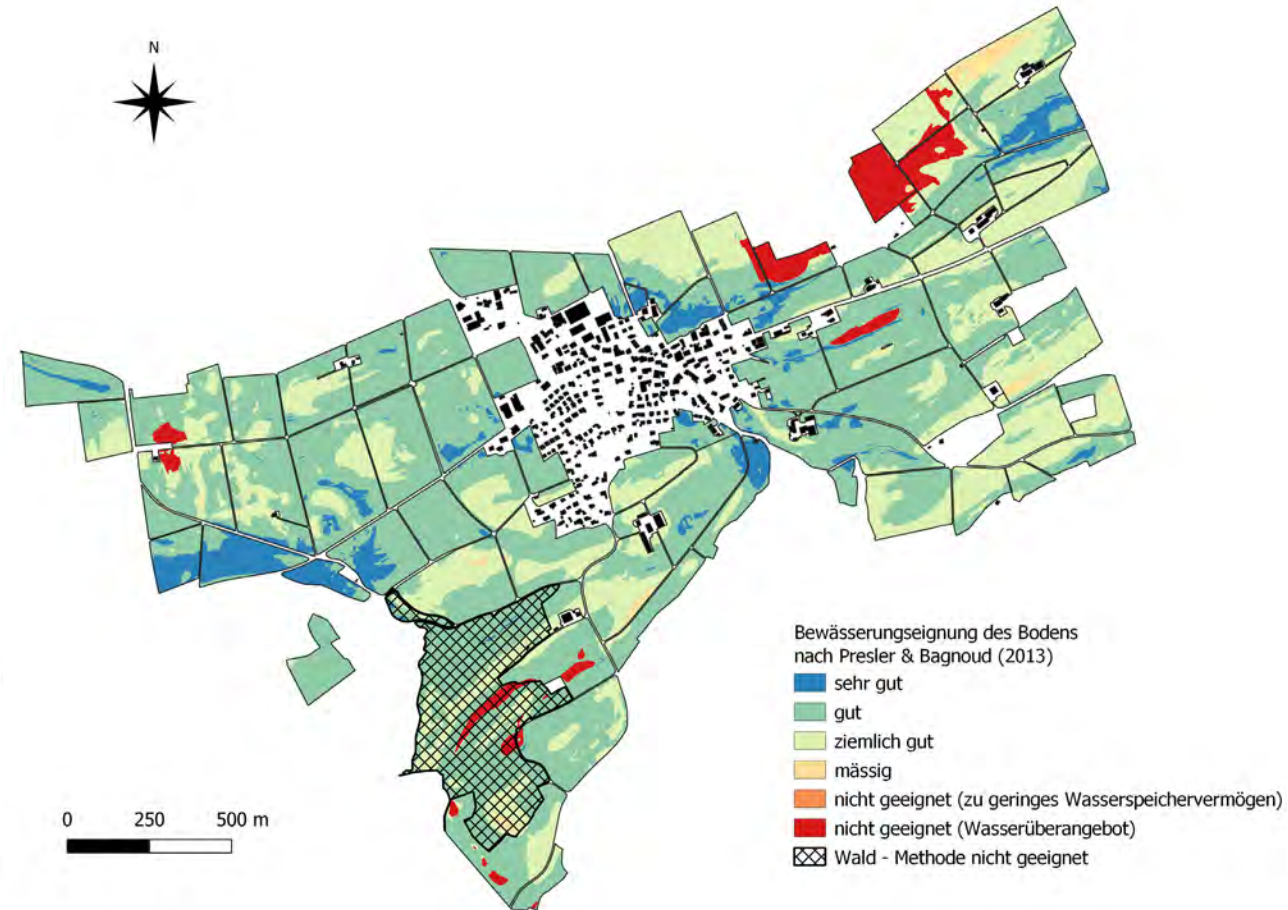 N
Bewässerungseignung des Bodens
nach Presler & Bagnoud (2013)
sehr gut
gut
ziemlich gut
mässig
nicht geeignet (zu geringes Wasserspeichervermögen)
nicht geeignet (Wasserüberangebot)
Wald - Methode nicht geeignet
0 250 500 m